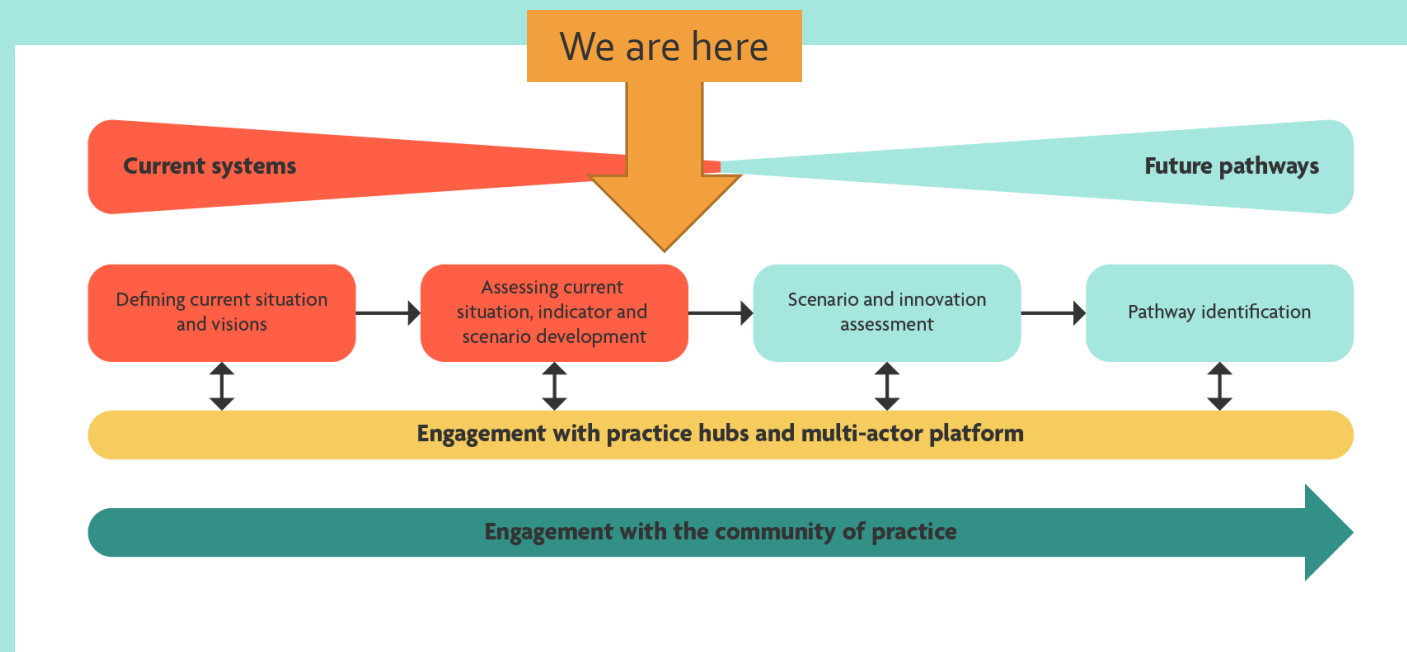 We are here
Current systems
Future pathways
Defining current situation
and visions
Assessing current
situation, indicator and
scenario development
Scenario and innovation
assessment
Pathway identification
Engagement with practice hubs and multi-actor platform
Engagement with the community of practice